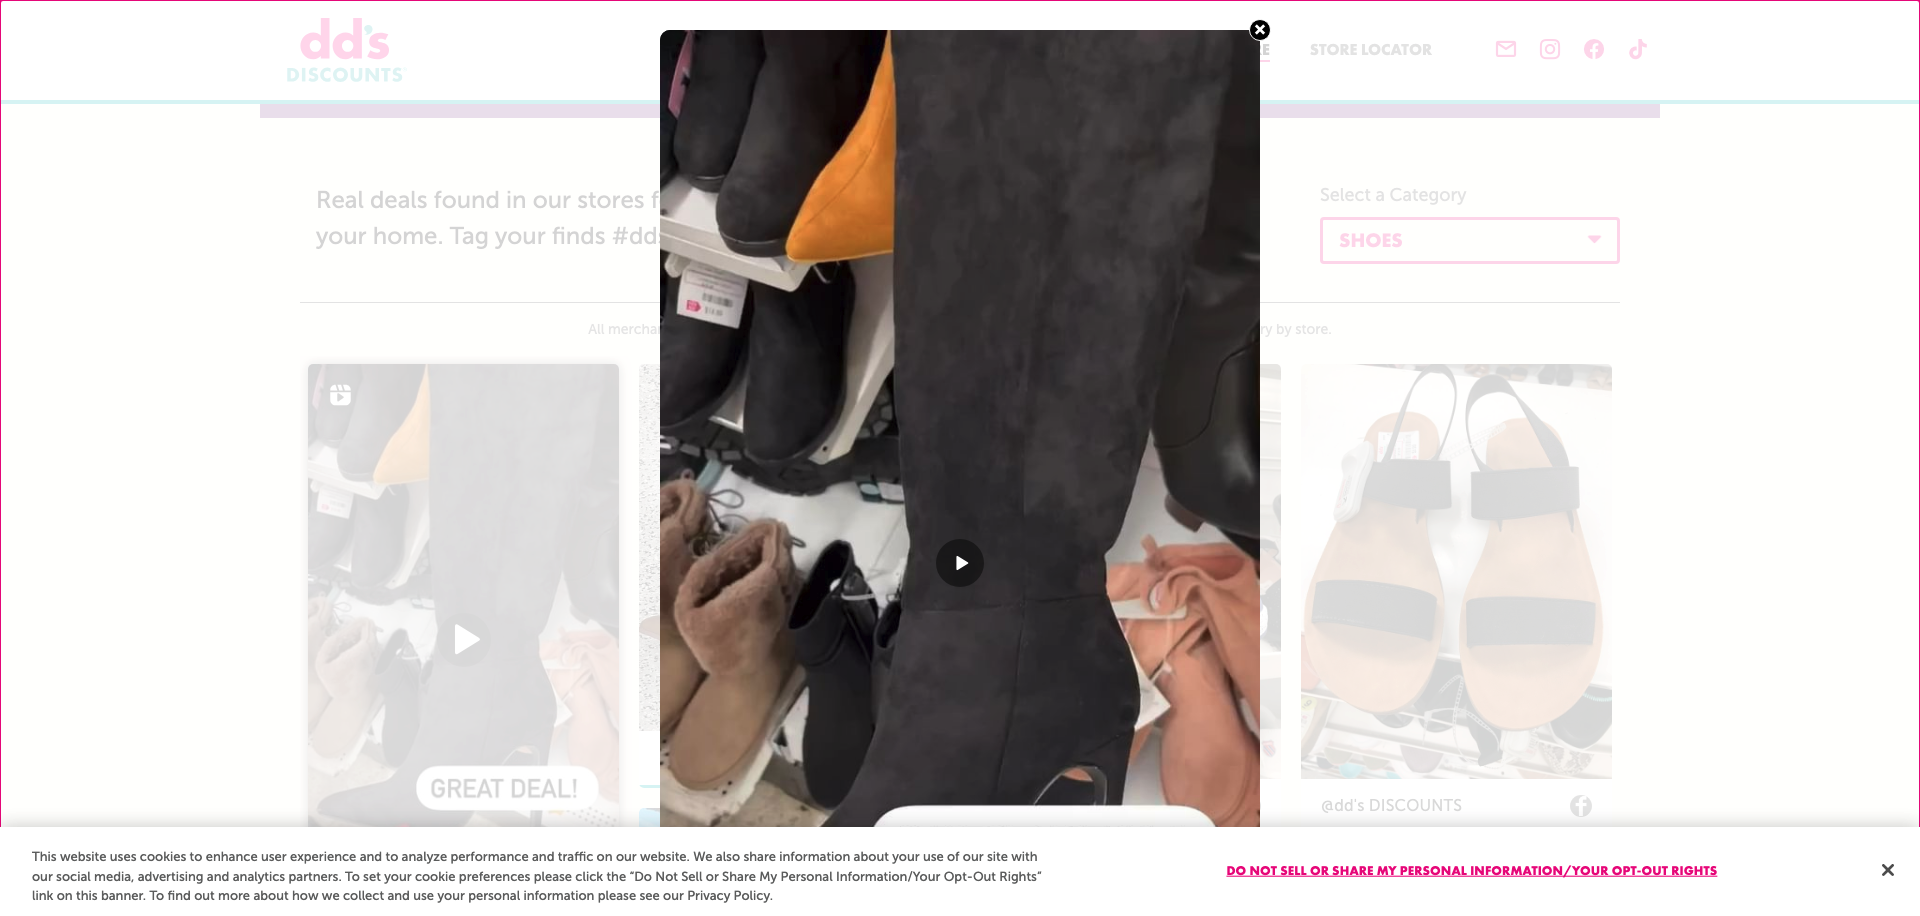 dd's
DISCOUNTS
STORE LOCATOR
Real deals found in our stores f
your home. Tag your finds #dd
Select a Category
SHOES
All mercha
ry by store.
GREAT DEAL!
@dd's DISCOUNTS
This website uses cookies to enhance user experience and to analyze performance and traffic on our website. We also share information about your use of our site with
our social media, advertising and analytics partners. To set your cookie preferences please click the “Do Not Sell or Share My Personal Information/Your Opt-Out Rights”
link on this banner. To find out more about how we collect and use your personal information please see our Privacy Policy.
DO NOT SELL OR SHARE MY PERSONAL INFORMATION/YOUR OPT-OUT RIGHTS